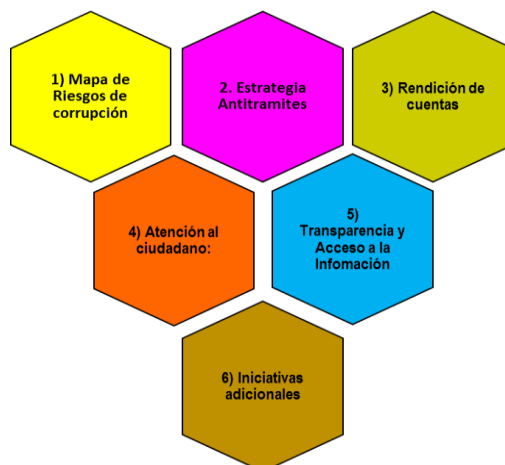 1) Mapa de
Riesgos de
corrupción
2. Estrategia
Antitramites
3) Rendición de
cuentas
4) Atención al
ciudadano:
5)
Transparencia y
Acceso a la
Infomación
6) Iniciativas
adicionales